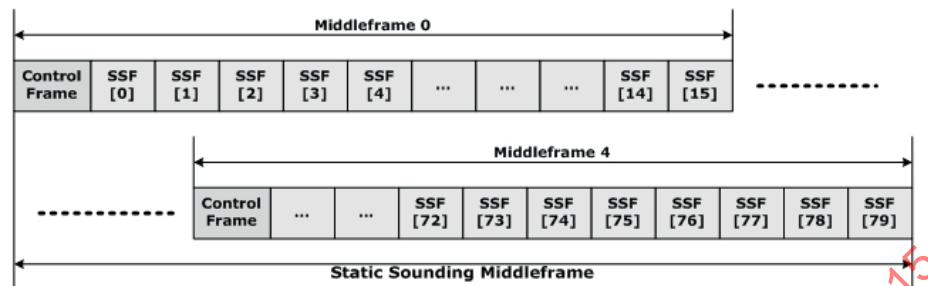 Middleframe 0
Control Frame SSF [0] SSF [1] SSF [2] SSF [3] SSF [4] ... ... ... SSF [14] SSF [15]
Middleframe 4
Control Frame ... ... SSF [72] SSF [73] SSF [74] SSF [75] SSF [76] SSF [77] SSF [78] SSF [79]
Static Sounding Middleframe
15